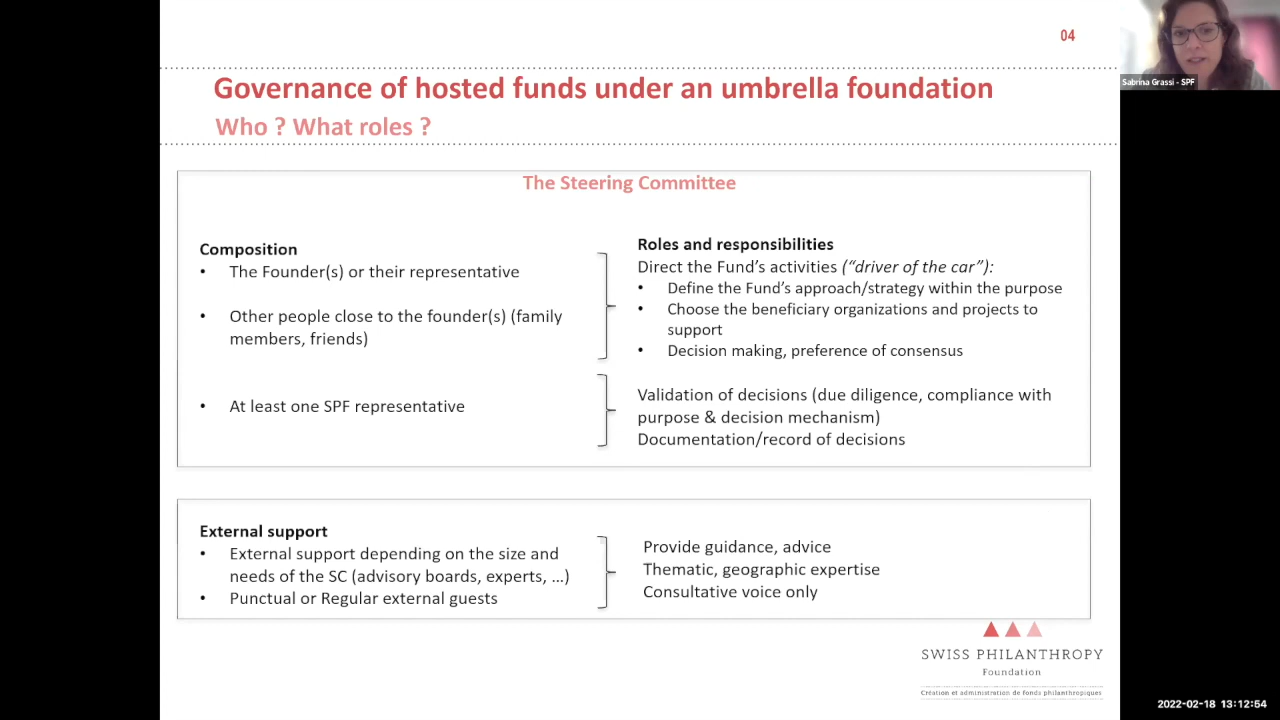 04
Sabrina Grassi - SPF
Governance of hosted funds under an umbrella foundation
Who ? What roles ?
The Steering Committee
Composition
• The Founder(s) or their representative
• Other people close to the founder(s) (family
members, friends)
• At least one SPF representative
Roles and responsibilities
Direct the Fund’s activities (“driver of the car”):
• Define the Fund’s approach/strategy within the purpose
• Choose the beneficiary organizations and projects to
support
• Decision making, preference of consensus
Validation of decisions (due diligence, compliance with
purpose & decision mechanism)
Documentation/record of decisions
External support
• External support depending on the size and
needs of the SC (advisory boards, experts, …)
• Punctual or Regular external guests
Provide guidance, advice
Thematic, geographic expertise
Consultative voice only
SWISS PHILANTHROPY
Foundation
Création et administration de fonds philanthropiques
2022-02-18 13:12:54